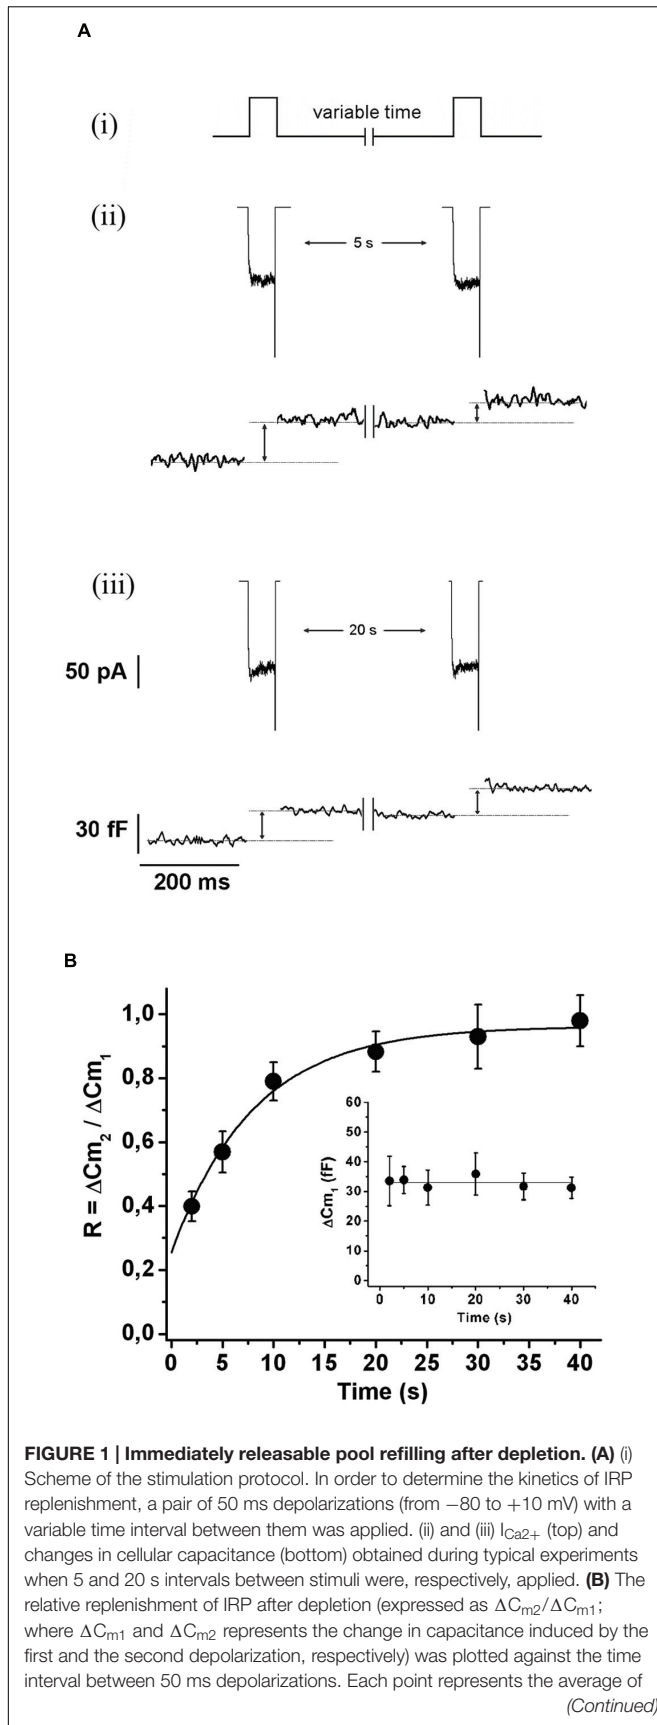 A
(i)
variable time
(ii)
5 s
(iii)
20 s
50 pA
30 fF
200 ms
B
R = ΔCm₂ / ΔCm₁
1,0
0,8
0,6
0,4
0,2
0,0
0 5 10 15 20 25 30 35 40
Time (s)
ΔCm₁ (fF)
60
50
40
30
20
10
0
0 10 20 30 40
Time (s)
FIGURE 1 | Immediately releasable pool refilling after depletion. (A) (i)
Scheme of the stimulation protocol. In order to determine the kinetics of IRP
replenishment, a pair of 50 ms depolarizations (from −80 to +10 mV) with a
variable time interval between them was applied. (ii) and (iii) I_Ca2+ (top) and
changes in cellular capacitance (bottom) obtained during typical experiments
when 5 and 20 s intervals between stimuli were, respectively, applied. (B) The
relative replenishment of IRP after depletion (expressed as ΔCm2/ΔCm1;
where ΔCm1 and ΔCm2 represents the change in capacitance induced by the
first and the second depolarization, respectively) was plotted against the time
interval between 50 ms depolarizations. Each point represents the average of
(Continued)